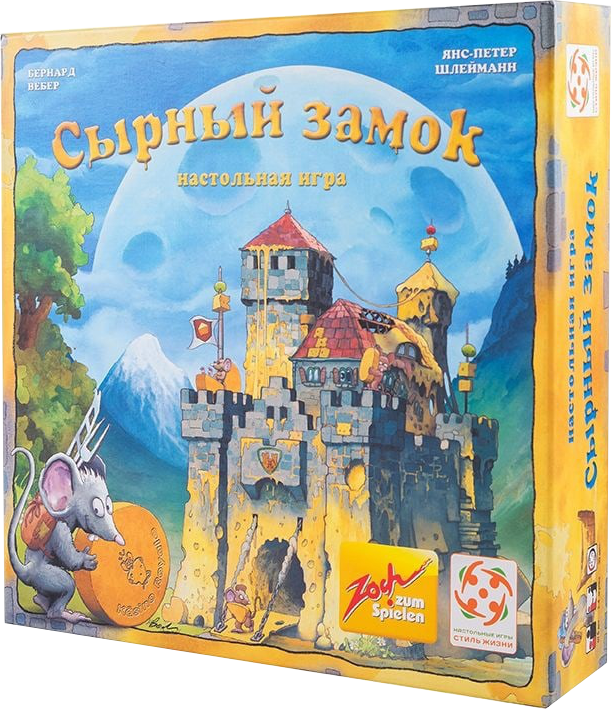 БЕРНАРД
ВЕБЕР
ЯНС-ПЕТЕР
ШЛЕЙМАНН
Сырный замок
настольная игра
Zoch
zum
Spielen
НАСТОЛЬНЫЕ ИГРЫ
СТИЛЬ ЖИЗНИ
настольная игра
Сырный замок